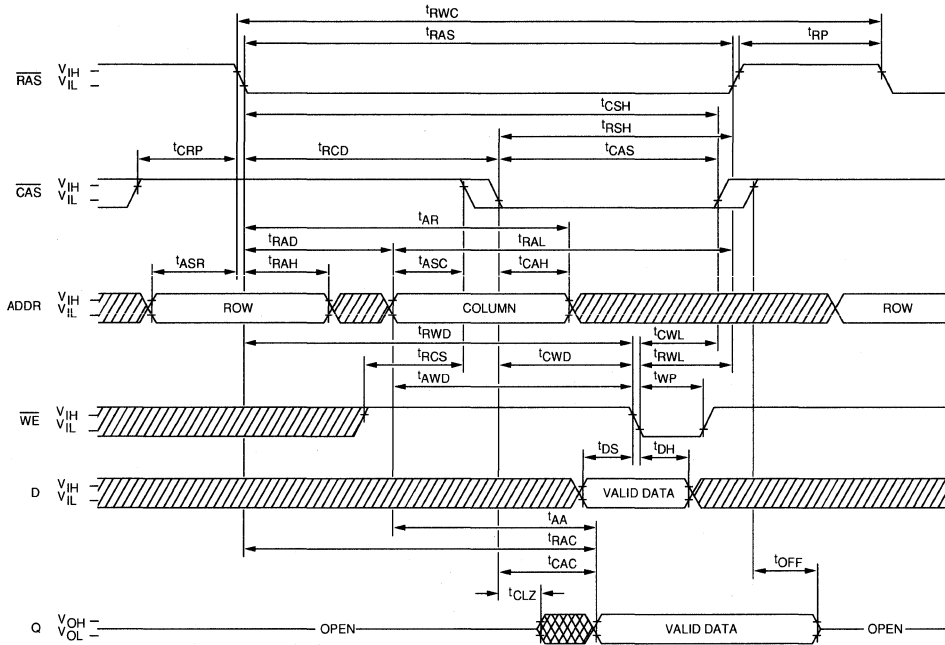 tRWC
tRAS tRP
RAS VIH VIL
tCSH
tRSH
tCRP tRCD tCAS
CAS VIH VIL
tAR
tRAD tRAL
tASR tRAH tASC tCAH
ADDR VIH VIL ROW COLUMN ROW
tRWD tCWL
tRCS tCWD tRWL
tAWD tWP
WE VIH VIL
tDS tDH
D VIH VIL VALID DATA
tAA
tRAC
tCAC tOFF
tCLZ
Q VOH VOL OPEN VALID DATA OPEN